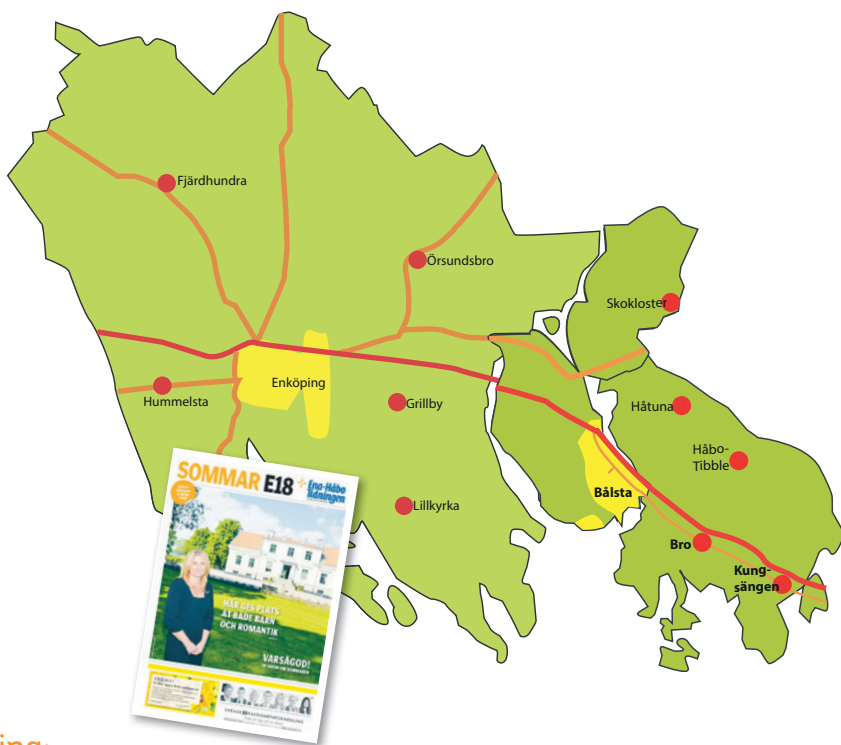 Fjärdhundra
Örsundsbro
Skokloster
Enköping
Hummelsta
Grillby
Håtuna
Håbo-
Tibble
Bålsta
Lillkyrka
Bro
Kung-
sängen
SOMMAR E18
Ena-Håbo
tidningen
HÄR GES PLATS
ÅT BÅDE BARN
OCH ROMANTIK
VARSÅGOD!